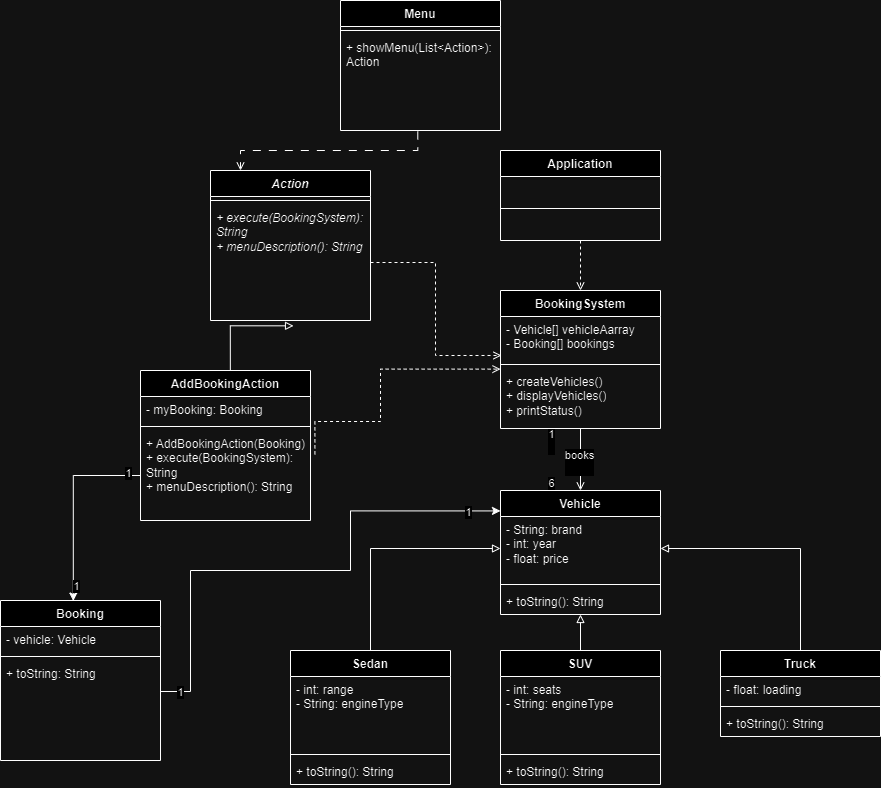 Menu
+ showMenu(List<Action>):
Action
Action
+ execute(BookingSystem):
String
+ menuDescription(): String
Application
BookingSystem
- Vehicle[] vehicleAarray
- Booking[] bookings
+ createVehicles()
+ displayVehicles()
+ printStatus()
AddBookingAction
- myBooking: Booking
+ AddBookingAction(Booking)
+ execute(BookingSystem):
String
+ menuDescription(): String
1
books
6
1
1
1
1
Vehicle
- String: brand
- int: year
- float: price
+ toString(): String
Booking
- vehicle: Vehicle
+ toString: String
Sedan
- int: range
- String: engineType
+ toString(): String
SUV
- int: seats
- String: engineType
+ toString(): String
Truck
- float: loading
+ toString(): String